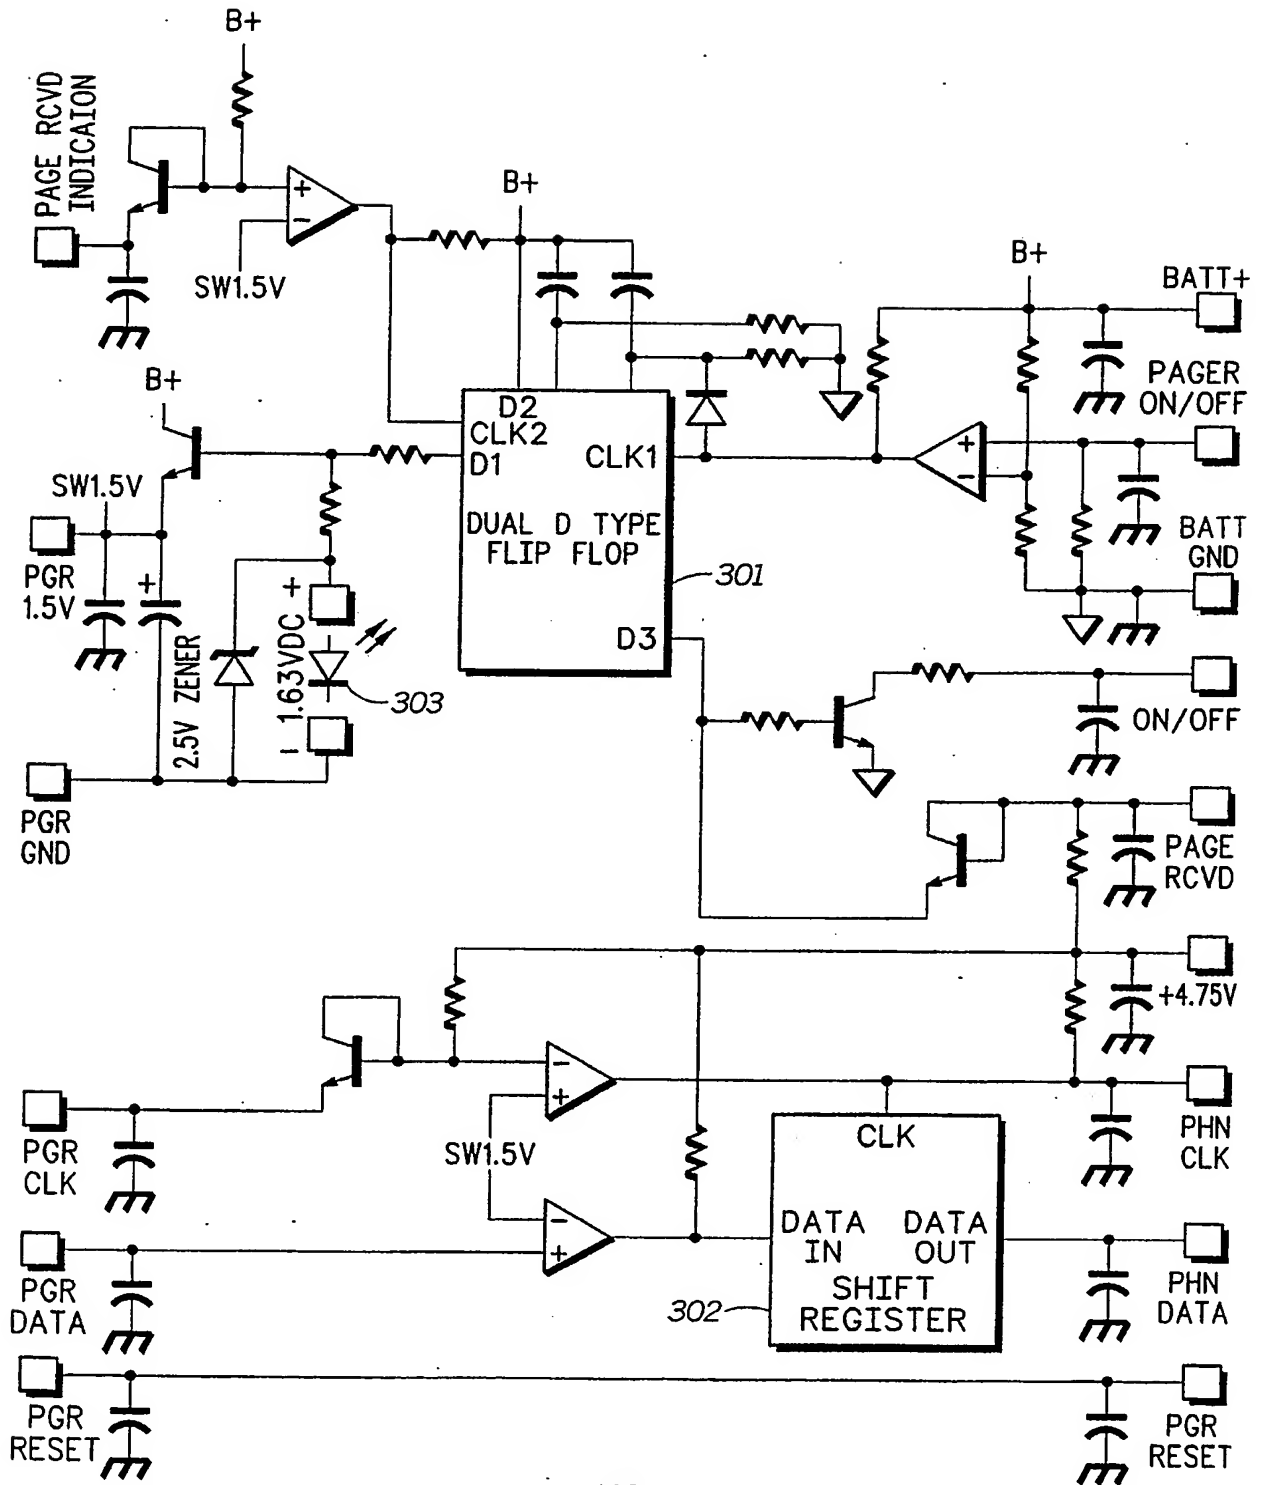 B+
PAGE RCVD
INDICAION
+
−
SW1.5V
B+
B+
BATT+
PAGER
ON/OFF
B+
D2
CLK2
D1
CLK1
+
−
SW1.5V
DUAL D TYPE
FLIP FLOP
BATT
GND
301
PGR
1.5V
+
2.5V ZENER
− 1.63VDC +
D3
303
ON/OFF
PGR
GND
PAGE
RCVD
+4.75V
−
+
PGR
CLK
SW1.5V
CLK
PHN
CLK
−
+
DATA
IN
DATA
OUT
SHIFT
REGISTER
302
PGR
DATA
PHN
DATA
PGR
RESET
PGR
RESET